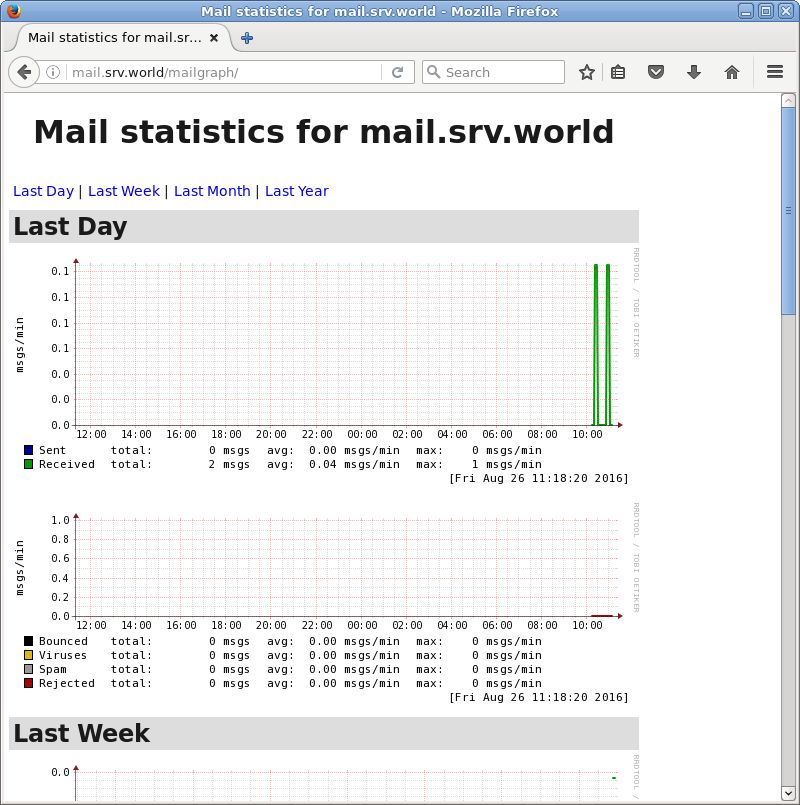 Mail statistics for mail.srv.world - Mozilla Firefox
Mail statistics for mail.sr...
mail.srv.world/mailgraph/
Search
Mail statistics for mail.srv.world
Last Day | Last Week | Last Month | Last Year
Last Day
RRDTOOL / TOBI OETIKER
msgs/min
0.1
0.1
0.1
0.1
0.0
0.0
0.0
12:00 14:00 16:00 18:00 20:00 22:00 00:00 02:00 04:00 06:00 08:00 10:00
Sent total: 0 msgs avg: 0.00 msgs/min max: 0 msgs/min
Received total: 2 msgs avg: 0.04 msgs/min max: 1 msgs/min
[Fri Aug 26 11:18:20 2016]
RRDTOOL / TOBI OETIKER
msgs/min
1.0
0.8
0.6
0.4
0.2
0.0
12:00 14:00 16:00 18:00 20:00 22:00 00:00 02:00 04:00 06:00 08:00 10:00
Bounced total: 0 msgs avg: 0.00 msgs/min max: 0 msgs/min
Viruses total: 0 msgs avg: 0.00 msgs/min max: 0 msgs/min
Spam total: 0 msgs avg: 0.00 msgs/min max: 0 msgs/min
Rejected total: 0 msgs avg: 0.00 msgs/min max: 0 msgs/min
[Fri Aug 26 11:18:20 2016]
Last Week
0.0
RRDTOOL /